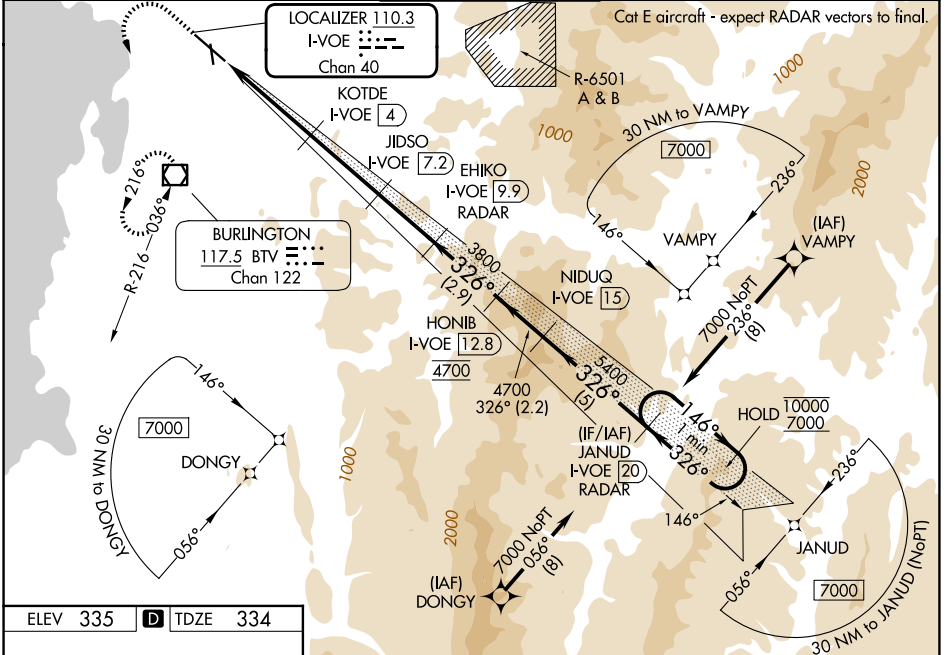 Cat E aircraft - expect RADAR vectors to final.
LOCALIZER 110.3
I-VOE
Chan 40
R-6501
A & B
1000
1000
2000
KOTDE
I-VOE 4
JIDSO
I-VOE 7.2
EHIKO
I-VOE 9.9
RADAR
30 NM to VAMPY
7000
236°
146°
VAMPY
(IAF)
VAMPY
7000 NoPT
236°
(8)
216°
036°
R-216
BURLINGTON
117.5 BTV
Chan 122
3800
326°
(2.9)
NIDUQ
I-VOE 15
HONIB
I-VOE 12.8
4700
4700
326° (2.2)
5400
326°
(5)
146°
1 min
326°
HOLD 10000
7000
(IF/IAF)
JANUD
I-VOE 20
RADAR
146°
146°
7000
DONGY
056°
30 NM to DONGY
1000
2000
7000 NoPT
056°
(8)
(IAF)
DONGY
236°
JANUD
056°
7000
30 NM to JANUD (NoPT)
ELEV 335 D TDZE 334